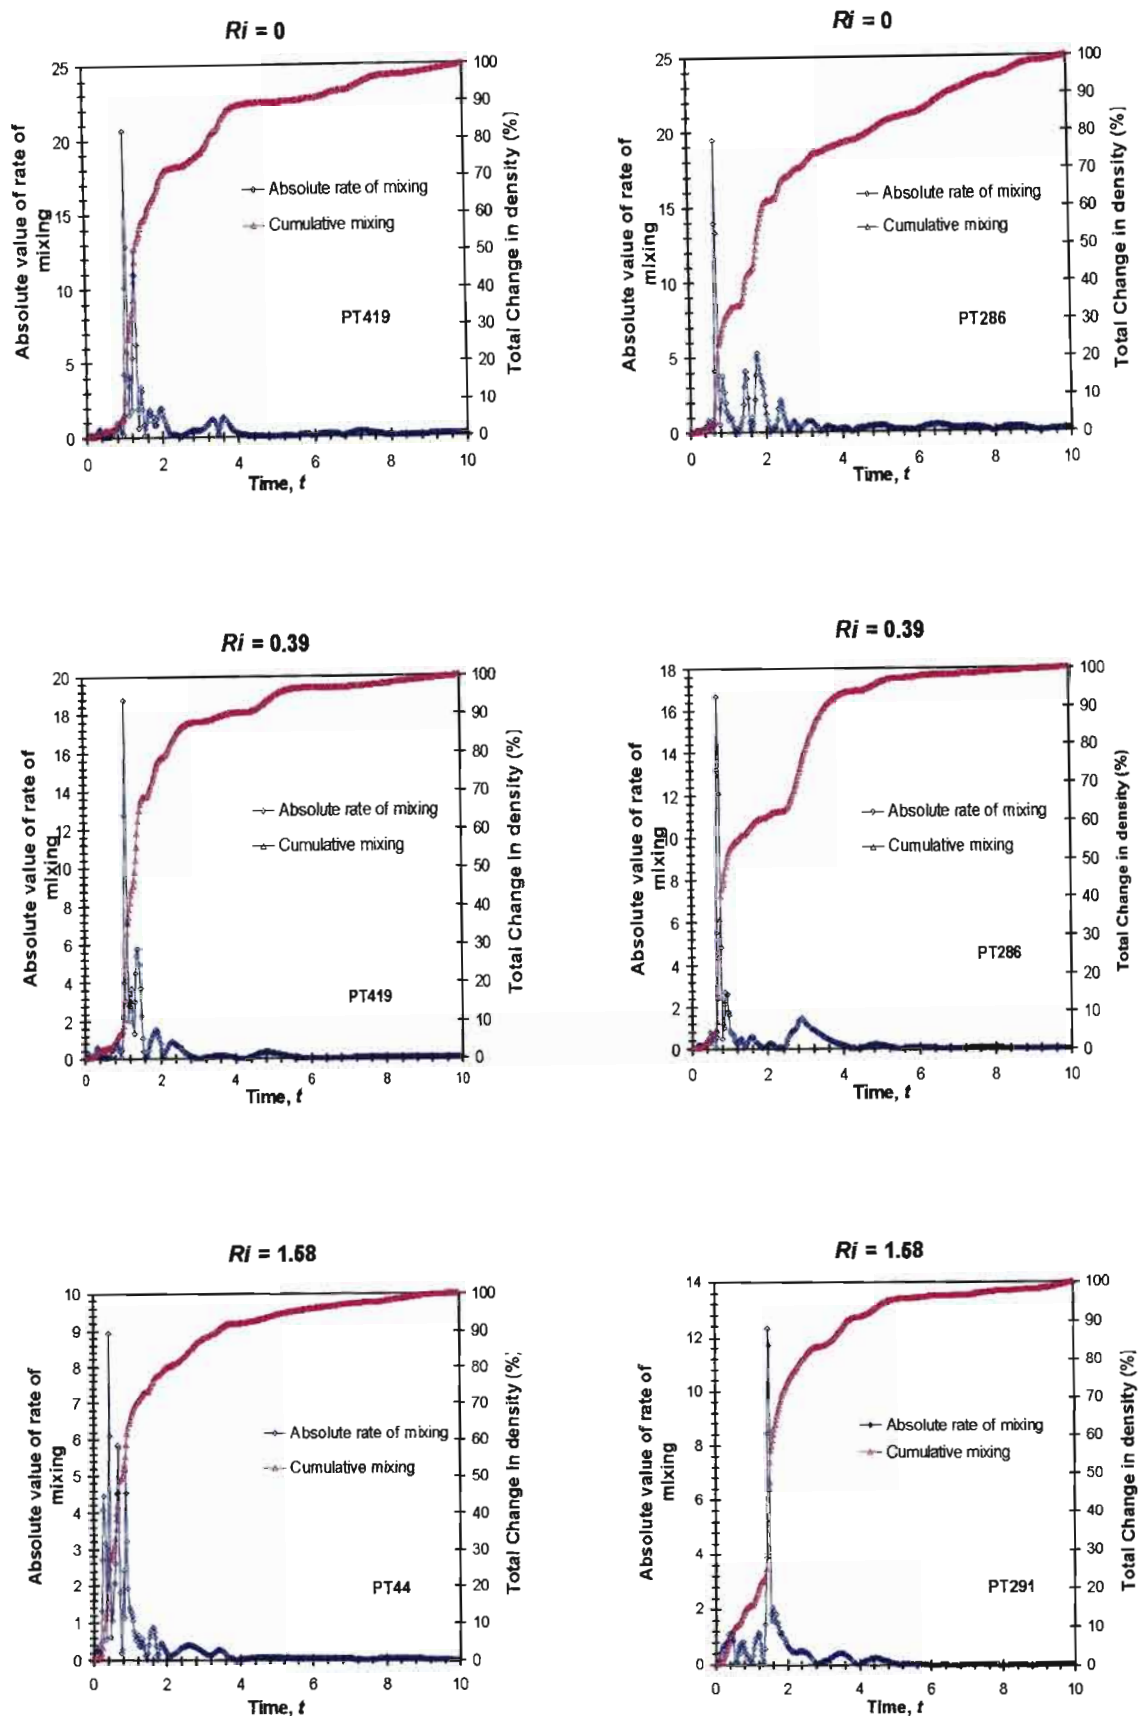 Ri = 0
25
20
15
10
5
0
100
90
80
70
60
50
40
30
20
10
0
0 2 4 6 8 10
Absolute value of rate of
mixing
Total Change in density (%)
Time, t
Absolute rate of mixing
Cumulative mixing
PT419
Ri = 0
25
20
15
10
5
0
100
90
80
70
60
50
40
30
20
10
0
0 2 4 6 8 10
Absolute value of rate of
mixing
Total Change in density (%)
Time, t
Absolute rate of mixing
Cumulative mixing
PT286
Ri = 0.39
20
18
16
14
12
10
8
6
4
2
0
100
90
80
70
60
50
40
30
20
10
0
0 2 4 6 8 10
Absolute value of rate of
mixing
Total Change in density (%)
Time, t
Absolute rate of mixing
Cumulative mixing
PT419
Ri = 0.39
18
16
14
12
10
8
6
4
2
0
100
90
80
70
60
50
40
30
20
10
0
0 2 4 6 8 10
Absolute value of rate of
mixing
Total Change in density (%)
Time, t
Absolute rate of mixing
Cumulative mixing
PT286
Ri = 1.58
10
9
8
7
6
5
4
3
2
1
0
100
90
80
70
60
50
40
30
20
10
0
0 2 4 6 8 10
Absolute value of rate of
mixing
Total Change in density (%)
Time, t
Absolute rate of mixing
Cumulative mixing
PT44
Ri = 1.58
14
12
10
8
6
4
2
0
100
90
80
70
60
50
40
30
20
10
0
0 2 4 6 8 10
Absolute value of rate of
mixing
Total Change in density (%)
Time, t
Absolute rate of mixing
Cumulative mixing
PT291